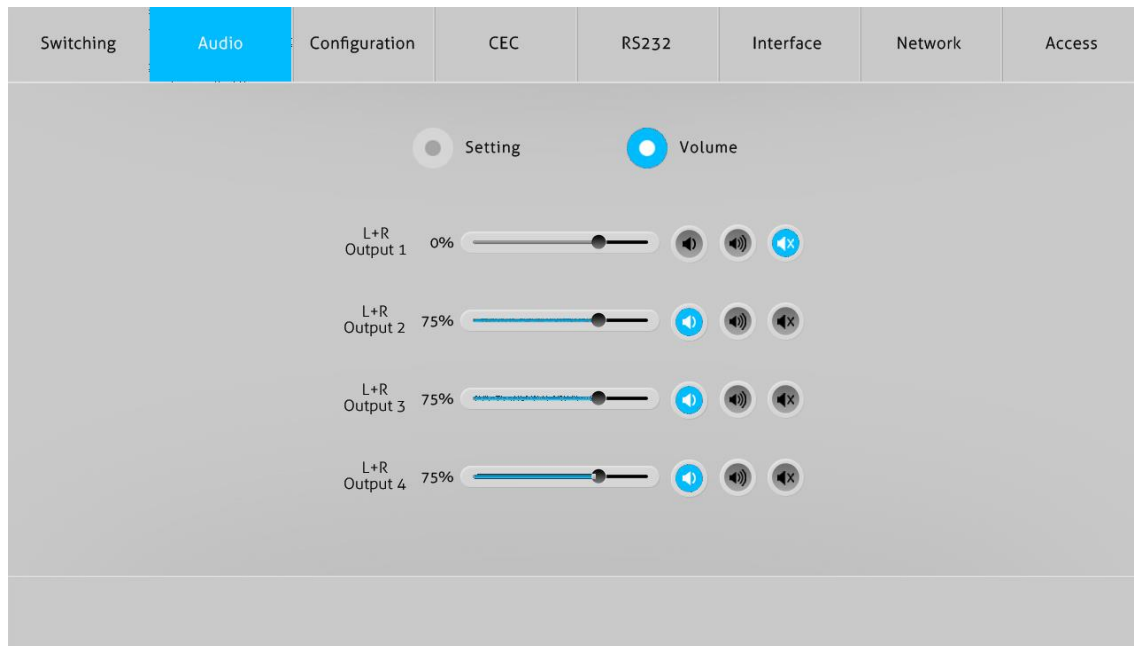 Switching Audio Configuration CEC RS232 Interface Network Access
Setting Volume
L+R
Output 1 0%
L+R
Output 2 75%
L+R
Output 3 75%
L+R
Output 4 75%